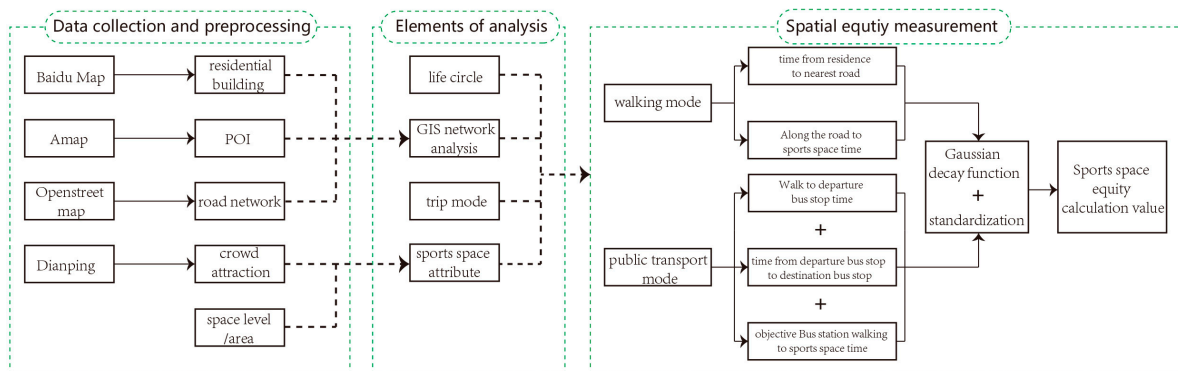 Data collection and preprocessing
Elements of analysis
Spatial equtiy measurement
Baidu Map
residential
building
Amap
POI
Openstreet
map
road network
Dianping
crowd
attraction
space level
/area
life circle
GIS network
analysis
trip mode
sports space
attribute
walking mode
time from residence
to nearest road
Along the road to
sports space time
public transport
mode
Walk to departure
bus stop time
+
time from departure bus stop
to destination bus stop
+
objective Bus station walking
to sports space time
Gaussian
decay function
+
standardization
Sports space
equity
calculation value